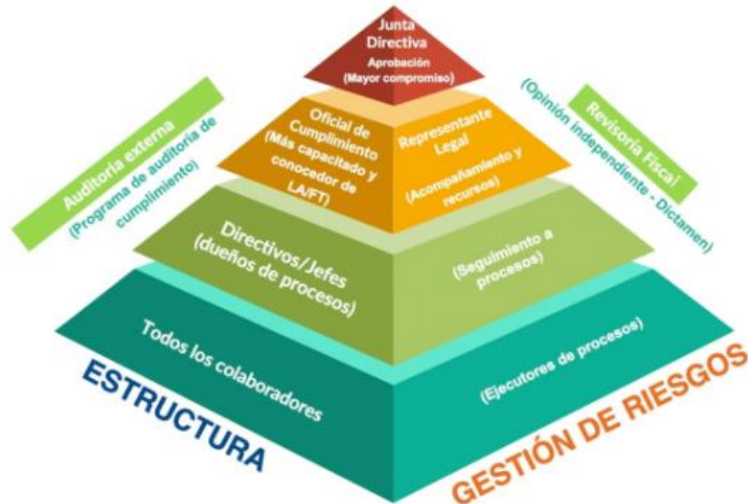 Junta
Directiva
Aprobación
(Mayor compromiso)
Oficial de
Cumplimiento
(Más capacitado y
conocedor de
LA/FT)
Representante
Legal
(Acompañamiento y
recursos)
Auditoría externa
(Programa de auditoría de
cumplimiento)
Revisoría Fiscal
(Opinión independiente - Dictamen)
Directivos/Jefes
(dueños de procesos)
(Seguimiento a
procesos)
Todos los colaboradores
(Ejecutores de procesos)
ESTRUCTURA
GESTIÓN DE RIESGOS